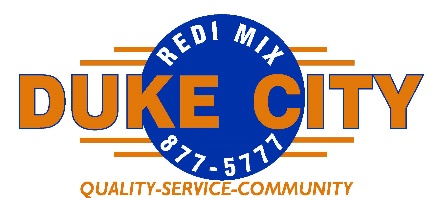 REDI MIX
DUKE CITY
877-5777
QUALITY-SERVICE-COMMUNITY